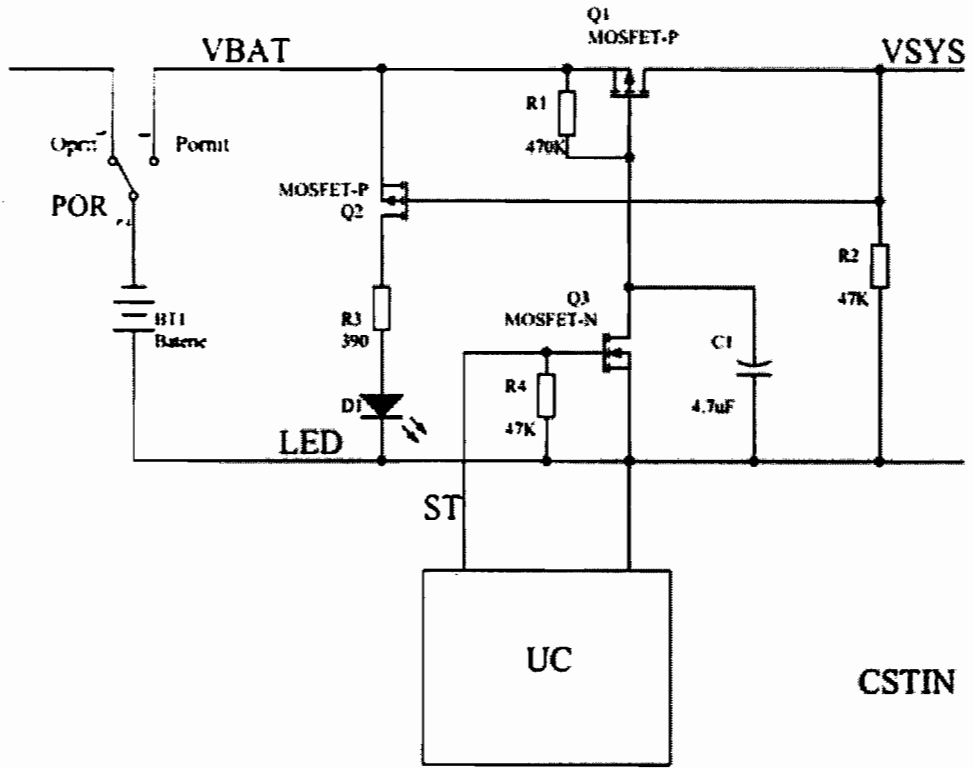 Q1
MOSFET-P
VBAT
VSYS
R1
470K
Pornit
POR
MOSFET-P
Q2
R2
47K
Q3
MOSFET-N
R3
390
BT1
C1
4.7uF
R4
47K
D1
LED
ST
UC
CSTIN